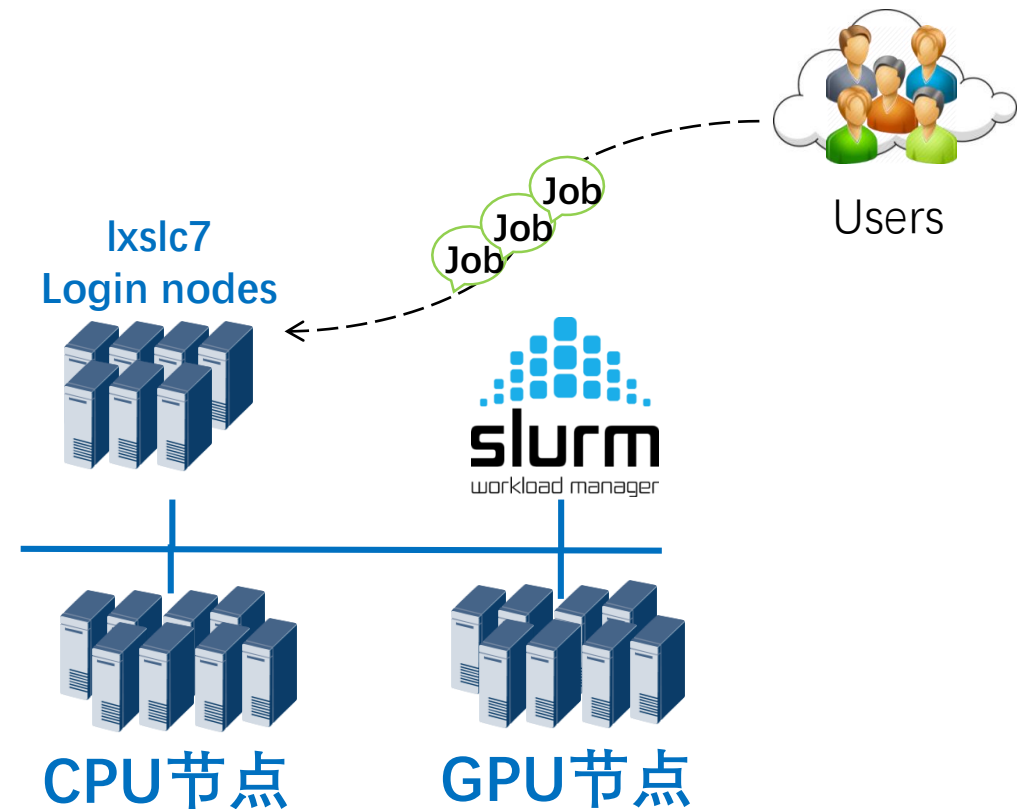 Users
Job
Job
Job
lxslc7
Login nodes
slurm
workload manager
CPU节点
GPU节点